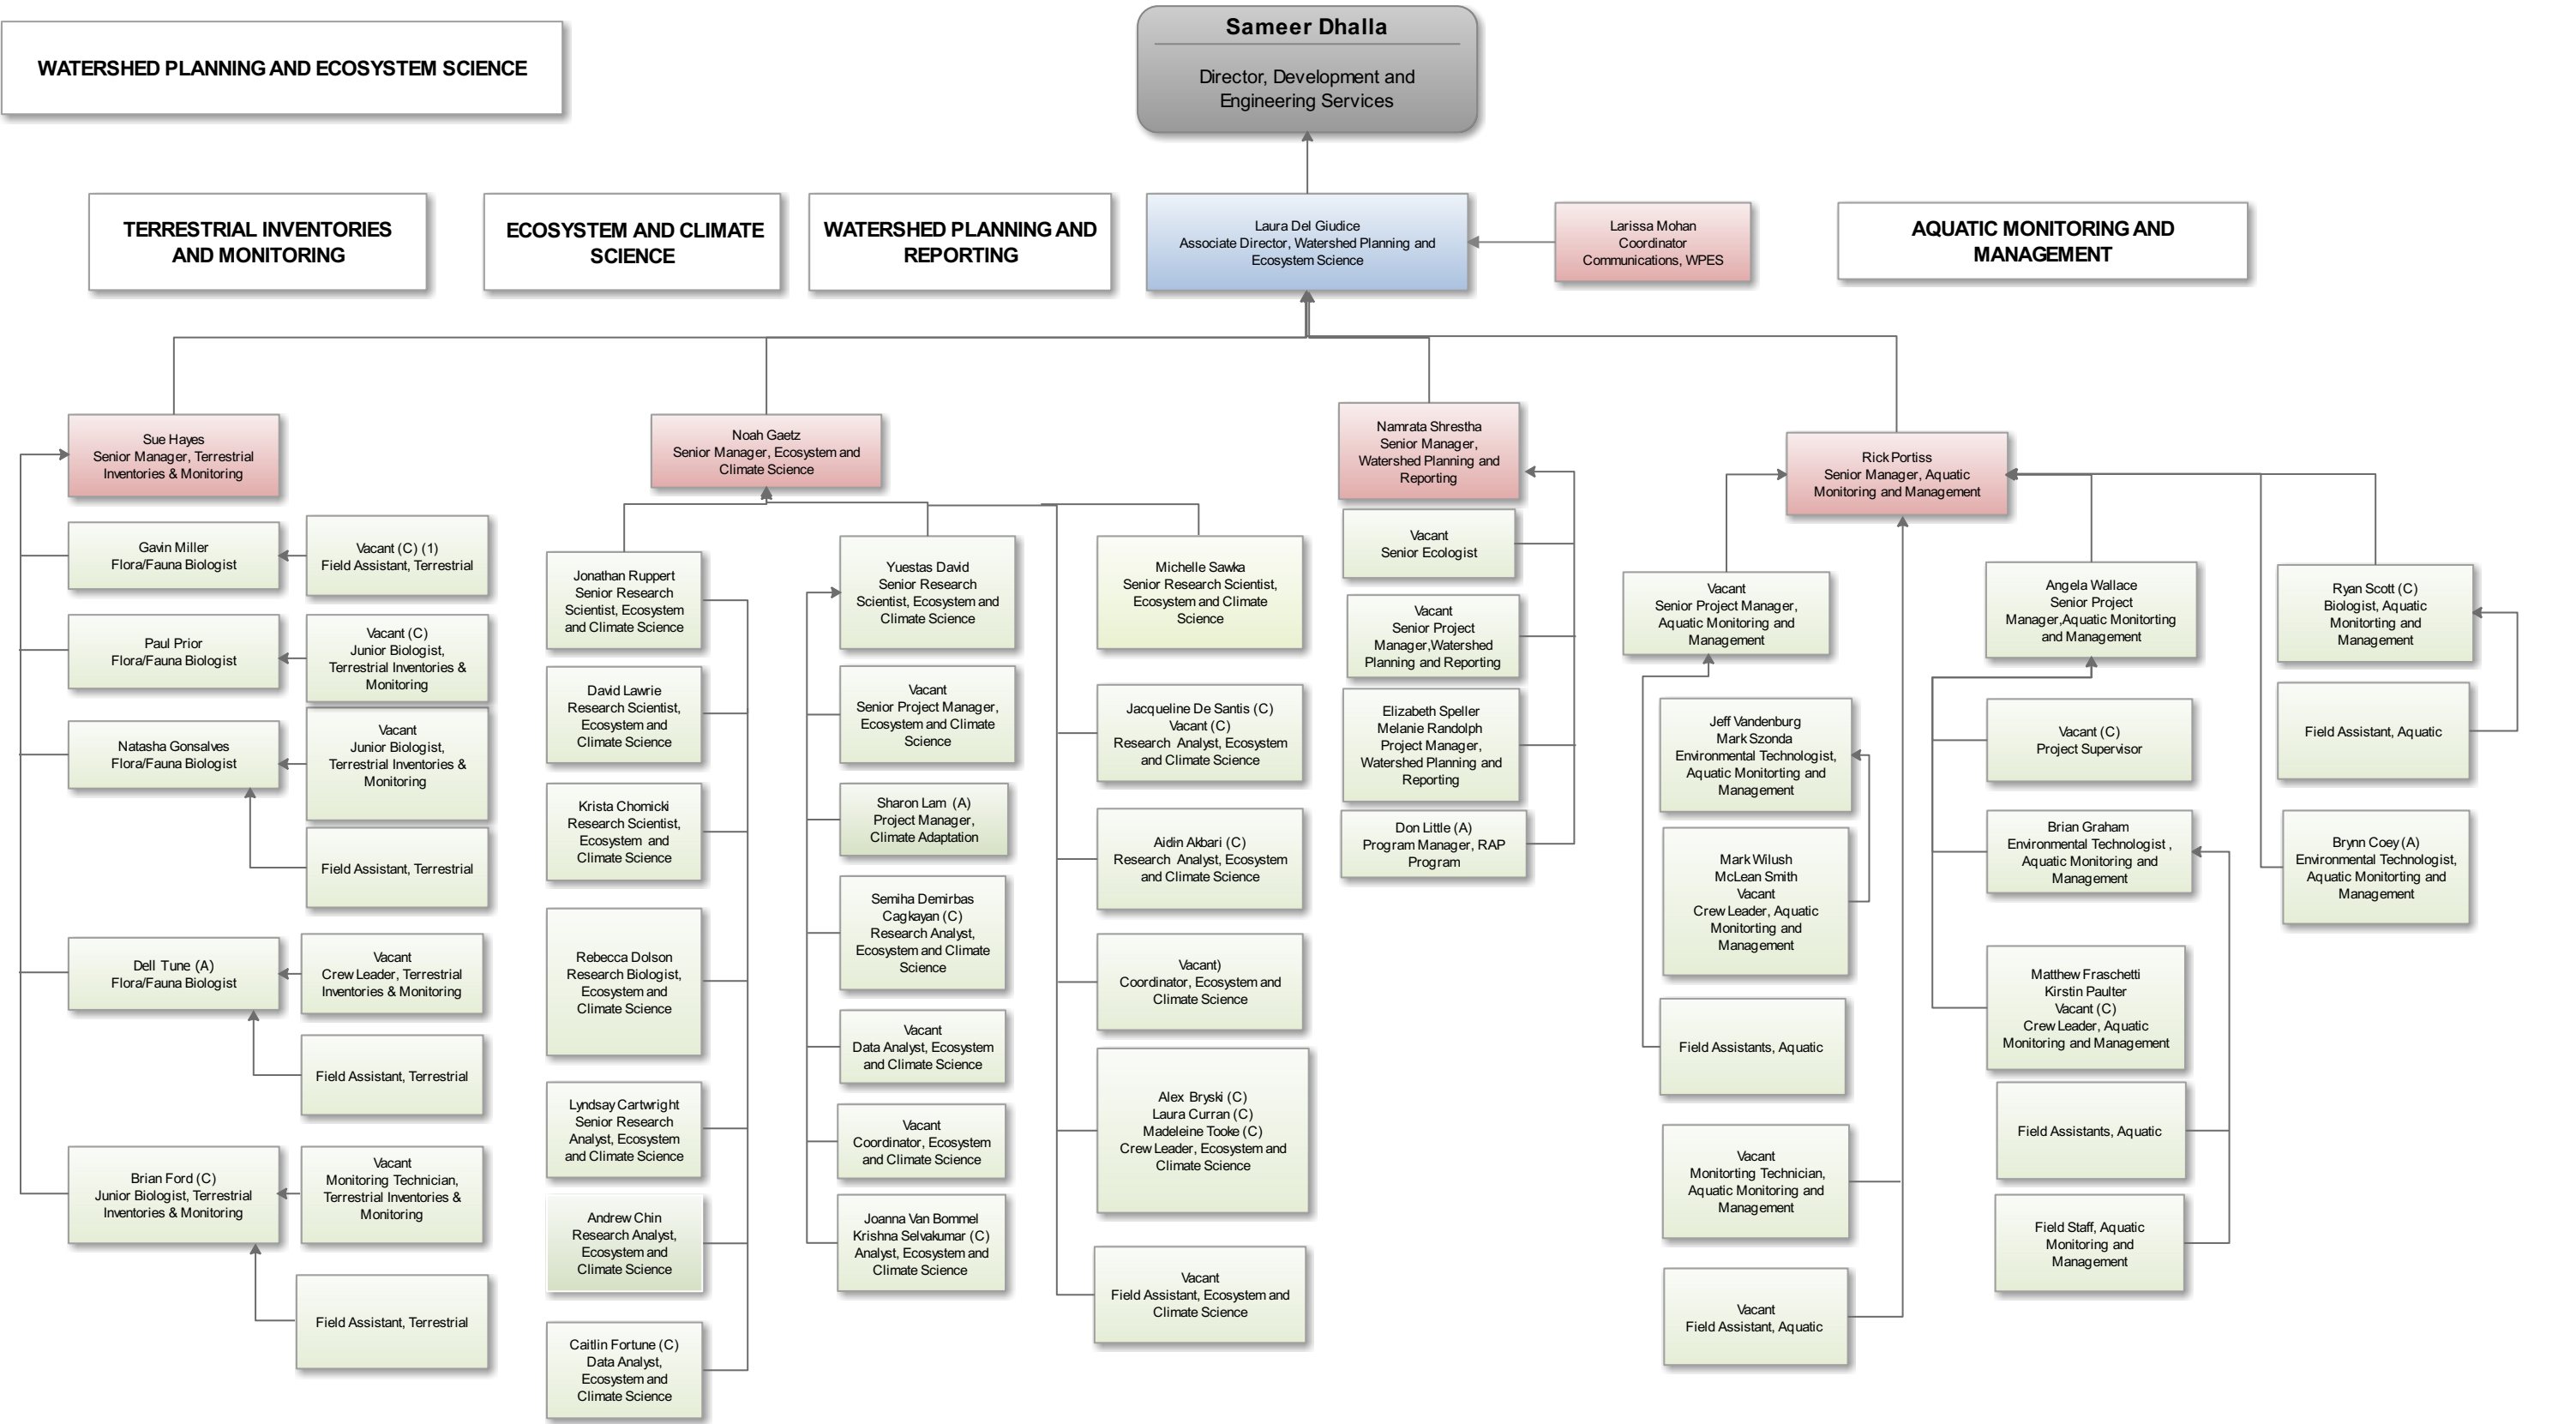 WATERSHED PLANNING AND ECOSYSTEM SCIENCE
Sameer Dhalla
Director, Development and
Engineering Services
TERRESTRIAL INVENTORIES
AND MONITORING
ECOSYSTEM AND CLIMATE
SCIENCE
WATERSHED PLANNING AND
REPORTING
Laura Del Giudice
Associate Director, Watershed Planning and
Ecosystem Science
Larissa Mohan
Coordinator
Communications, WPES
AQUATIC MONITORING AND
MANAGEMENT
Sue Hayes
Senior Manager, Terrestrial
Inventories & Monitoring
Gavin Miller
Flora/Fauna Biologist
Vacant (C) (1)
Field Assistant, Terrestrial
Paul Prior
Flora/Fauna Biologist
Vacant (C)
Junior Biologist,
Terrestrial Inventories &
Monitoring
Natasha Gonsalves
Flora/Fauna Biologist
Vacant
Junior Biologist,
Terrestrial Inventories &
Monitoring
Field Assistant, Terrestrial
Dell Tune (A)
Flora/Fauna Biologist
Vacant
Crew Leader, Terrestrial
Inventories & Monitoring
Field Assistant, Terrestrial
Brian Ford (C)
Junior Biologist, Terrestrial
Inventories & Monitoring
Vacant
Monitoring Technician,
Terrestrial Inventories &
Monitoring
Field Assistant, Terrestrial
Noah Gaetz
Senior Manager, Ecosystem and
Climate Science
Jonathan Ruppert
Senior Research
Scientist, Ecosystem
and Climate Science
David Lawrie
Research Scientist,
Ecosystem and
Climate Science
Krista Chomicki
Research Scientist,
Ecosystem and
Climate Science
Rebecca Dolson
Research Biologist,
Ecosystem and
Climate Science
Lyndsay Cartwright
Senior Research
Analyst, Ecosystem
and Climate Science
Andrew Chin
Research Analyst,
Ecosystem and
Climate Science
Caitlin Fortune (C)
Data Analyst,
Ecosystem and
Climate Science
Yuestas David
Senior Research
Scientist, Ecosystem and
Climate Science
Vacant
Senior Project Manager,
Ecosystem and Climate
Science
Sharon Lam (A)
Project Manager,
Climate Adaptation
Semiha Demirbas
Cagkayan (C)
Research Analyst,
Ecosystem and Climate
Science
Vacant
Data Analyst, Ecosystem
and Climate Science
Vacant
Coordinator, Ecosystem
and Climate Science
Joanna Van Bommel
Krishna Selvakumar (C)
Analyst, Ecosystem and
Climate Science
Michelle Sawka
Senior Research Scientist,
Ecosystem and Climate
Science
Jacqueline De Santis (C)
Vacant (C)
Research Analyst, Ecosystem
and Climate Science
Aidin Akbari (C)
Research Analyst, Ecosystem
and Climate Science
Vacant)
Coordinator, Ecosystem and
Climate Science
Alex Bryski (C)
Laura Curran (C)
Madeleine Tooke (C)
Crew Leader, Ecosystem and
Climate Science
Vacant
Field Assistant, Ecosystem and
Climate Science
Namrata Shrestha
Senior Manager,
Watershed Planning and
Reporting
Vacant
Senior Ecologist
Vacant
Senior Project
Manager,Watershed
Planning and Reporting
Elizabeth Speller
Melanie Randolph
Project Manager,
Watershed Planning and
Reporting
Don Little (A)
Program Manager, RAP
Program
Rick Portiss
Senior Manager, Aquatic
Monitoring and Management
Vacant
Senior Project Manager,
Aquatic Monitoring and
Management
Jeff Vandenburg
Mark Szonda
Environmental Technologist,
Aquatic Monitorting and
Management
Mark Wilush
McLean Smith
Vacant
Crew Leader, Aquatic
Monitorting and
Management
Field Assistants, Aquatic
Vacant
Monitorting Technician,
Aquatic Monitoring and
Management
Vacant
Field Assistant, Aquatic
Angela Wallace
Senior Project
Manager,Aquatic Monitorting
and Management
Vacant (C)
Project Supervisor
Brian Graham
Environmental Technologist ,
Aquatic Monitoring and
Management
Matthew Fraschetti
Kirstin Paulter
Vacant (C)
Crew Leader, Aquatic
Monitorting and Management
Field Assistants, Aquatic
Field Staff, Aquatic
Monitoring and
Management
Ryan Scott (C)
Biologist, Aquatic
Monitorting and
Management
Field Assistant, Aquatic
Brynn Coey (A)
Environmental Technologist,
Aquatic Monitorting and
Management